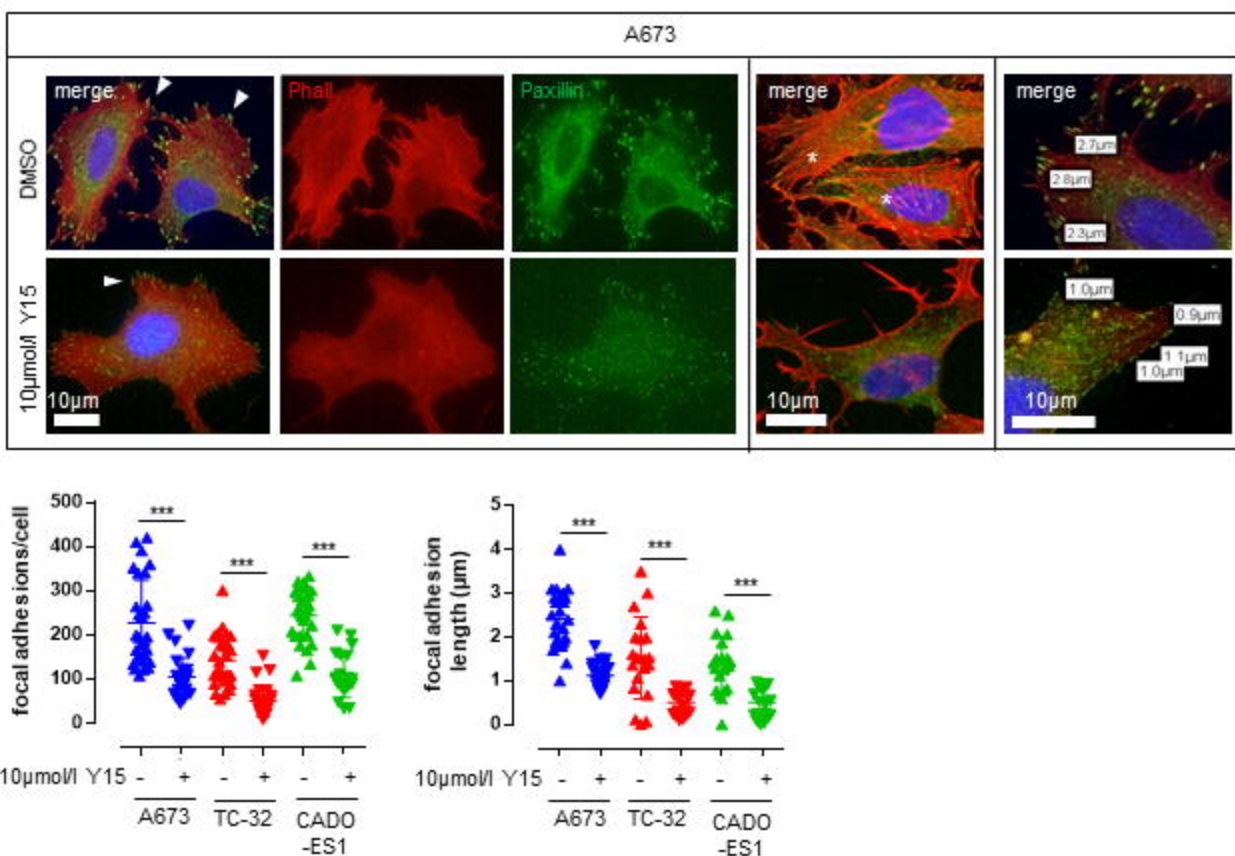 A673
DMSO
merge
Phall
Paxillin
merge
*
*
merge
2.7µm
2.8µm
2.3µm
10µmol/l Y15
10µm
10µm
1.0µm
0.9µm
1.1µm
1.0µm
10µm
focal adhesions/cell
500
400
300
200
100
0
***
***
***
10µmol/l Y15
- + - + - +
A673 TC-32 CADO
-ES1
focal adhesion
length (µm)
5
4
3
2
1
0
***
***
***
- + - + - +
A673 TC-32 CADO
-ES1